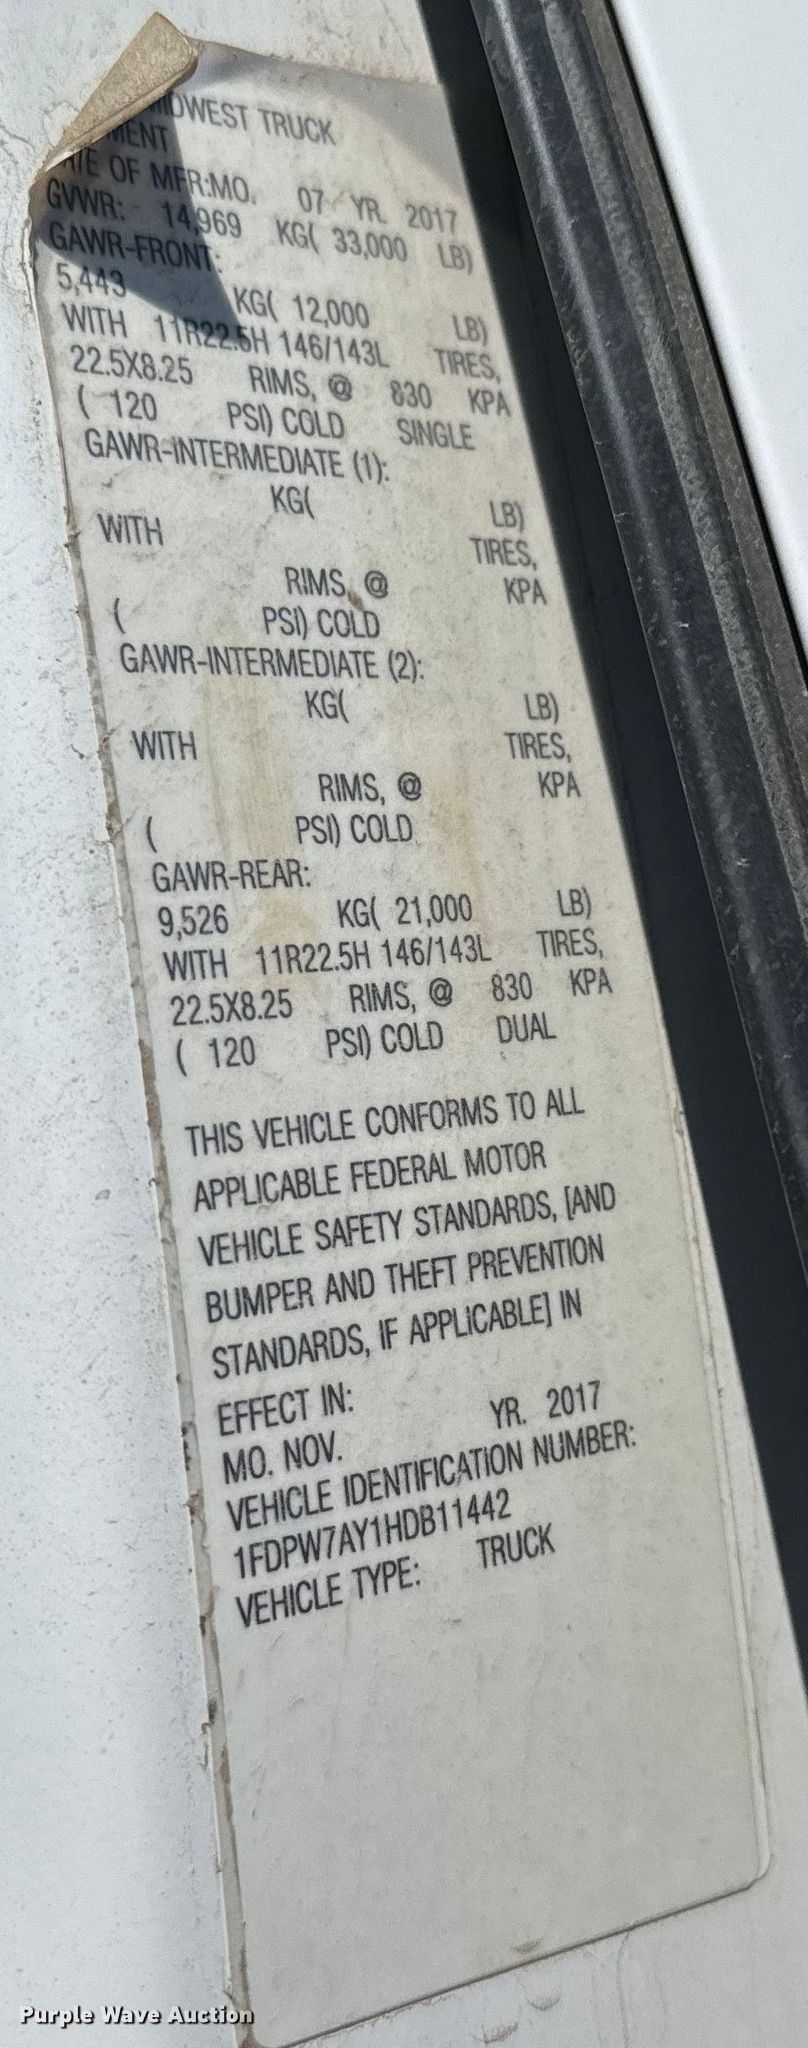 MIDWEST TRUCK
MENT
OF MFR:MO. 07 YR. 2017
GVWR: 14,969 KG( 33,000 LB)
GAWR-FRONT:
5,443 KG( 12,000 LB)
WITH 11R22.5H 146/143L TIRES,
22.5X8.25 RIMS, @ 830 KPA
( 120 PSI) COLD SINGLE
GAWR-INTERMEDIATE (1):
KG( LB)
WITH TIRES,
RIMS, @ KPA
( PSI) COLD
GAWR-INTERMEDIATE (2):
KG( LB)
WITH TIRES,
RIMS, @ KPA
( PSI) COLD
GAWR-REAR:
9,526 KG( 21,000 LB)
WITH 11R22.5H 146/143L TIRES,
22.5X8.25 RIMS, @ 830 KPA
( 120 PSI) COLD DUAL
THIS VEHICLE CONFORMS TO ALL
APPLICABLE FEDERAL MOTOR
VEHICLE SAFETY STANDARDS, [AND
BUMPER AND THEFT PREVENTION
STANDARDS, IF APPLICABLE] IN
EFFECT IN:
MO. NOV. YR. 2017
VEHICLE IDENTIFICATION NUMBER:
1FDPW7AY1HDB11442
VEHICLE TYPE: TRUCK
Purple Wave Auction